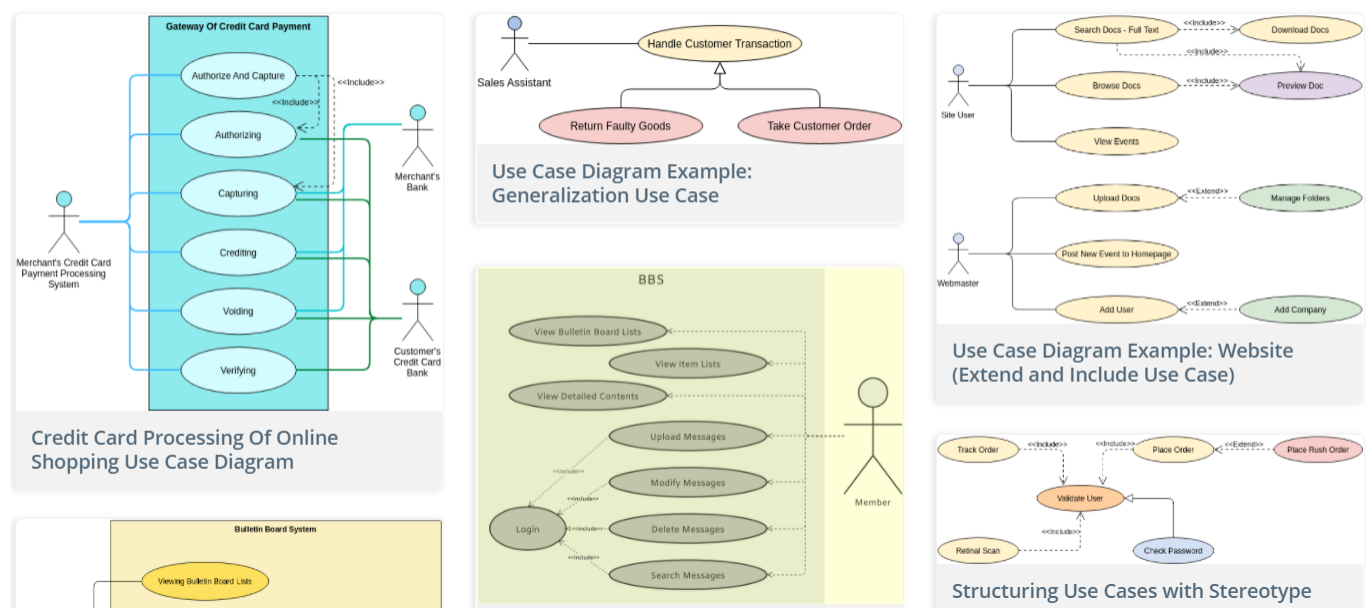 Gateway Of Credit Card Payment
Authorize And Capture
<<Include>>
<<Include>>
Authorizing
Capturing
Crediting
Voiding
Verifying
Merchant's Credit Card
Payment Processing
System
Merchant's
Bank
Customer's
Credit Card
Bank
Credit Card Processing Of Online
Shopping Use Case Diagram
Bulletin Board System
Viewing Bulletin Board Lists
Sales Assistant
Handle Customer Transaction
Return Faulty Goods
Take Customer Order
Use Case Diagram Example:
Generalization Use Case
BBS
View Bulletin Board Lists
View Item Lists
View Detailed Contents
Upload Messages
<<Include>>
Modify Messages
<<Include>>
Login
<<Include>>
Delete Messages
<<Include>>
Search Messages
Member
Search Docs - Full Text
<<Include>>
Download Docs
<<Include>>
Browse Docs
<<Include>>
Preview Doc
Site User
View Events
Upload Docs
<<Extend>>
Manage Folders
Post New Event to Homepage
Webmaster
Add User
<<Extend>>
Add Company
Use Case Diagram Example: Website
(Extend and Include Use Case)
Track Order
<<Include>>
<<Include>>
Place Order
<<Extend>>
Place Rush Order
Validate User
<<Include>>
Retinal Scan
Check Password
Structuring Use Cases with Stereotype